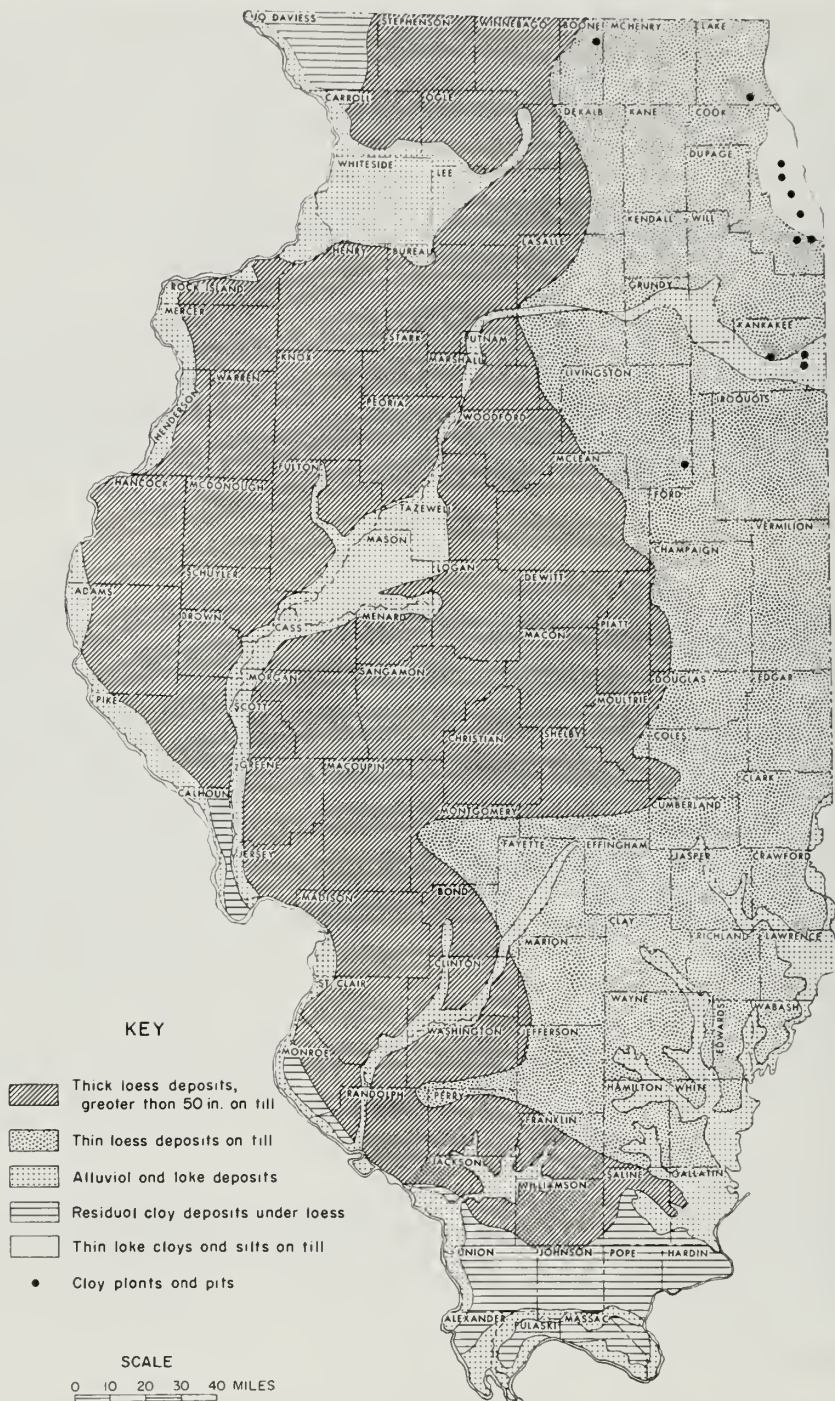 JO DAVIESS
STEPHENSON
WINNEBAGO
BOONE
MCHENRY
LAKE
CARROLL
OGLE
DEKALB
KANE
COOK
DUPAGE
WHITESIDE
LEE
KENDALL
WILL
HENRY
BUREAU
LASALLE
ROCK ISLAND
GRUNDY
MERCER
KANKAKEE
STARK
PUTNAM
MARSHALL
KNOX
WARREN
LIVINGSTON
HENDERSON
PEORIA
WOODFORD
IROQUOIS
FULTON
MCLEAN
HANCOCK
MCDONOUGH
FORD
TAZEWELL
VERMILION
MASON
CHAMPAIGN
LOGAN
SCHUYLER
DEWITT
ADAMS
BROWN
CASS
MENARD
MACON
PIATT
MORGAN
SANGAMON
DOUGLAS
EDGAR
PIKE
SCOTT
MOULTRIE
CHRISTIAN
SHELBY
COLES
GREENE
MACOUPIN
CLARK
CALHOUN
MONTGOMERY
CUMBERLAND
FAYETTE
EFFINGHAM
JASPER
CRAWFORD
JERSEY
BOND
MADISON
CLAY
RICHLAND
LAWRENCE
MARION
CLINTON
ST. CLAIR
WAYNE
EDWARDS
WABASH
WASHINGTON
JEFFERSON
MONROE
RANDOLPH
PERRY
HAMILTON
WHITE
FRANKLIN
JACKSON
WILLIAMSON
SALINE
GALLATIN
UNION
JOHNSON
POPE
HARDIN
ALEXANDER
PULASKI
MASSAC
KEY
Thick loess deposits,
greater than 50 in. on till
Thin loess deposits on till
Alluvial and lake deposits
Residual clay deposits under loess
Thin lake clays and silts on till
Clay plants and pits
SCALE
0 10 20 30 40 MILES